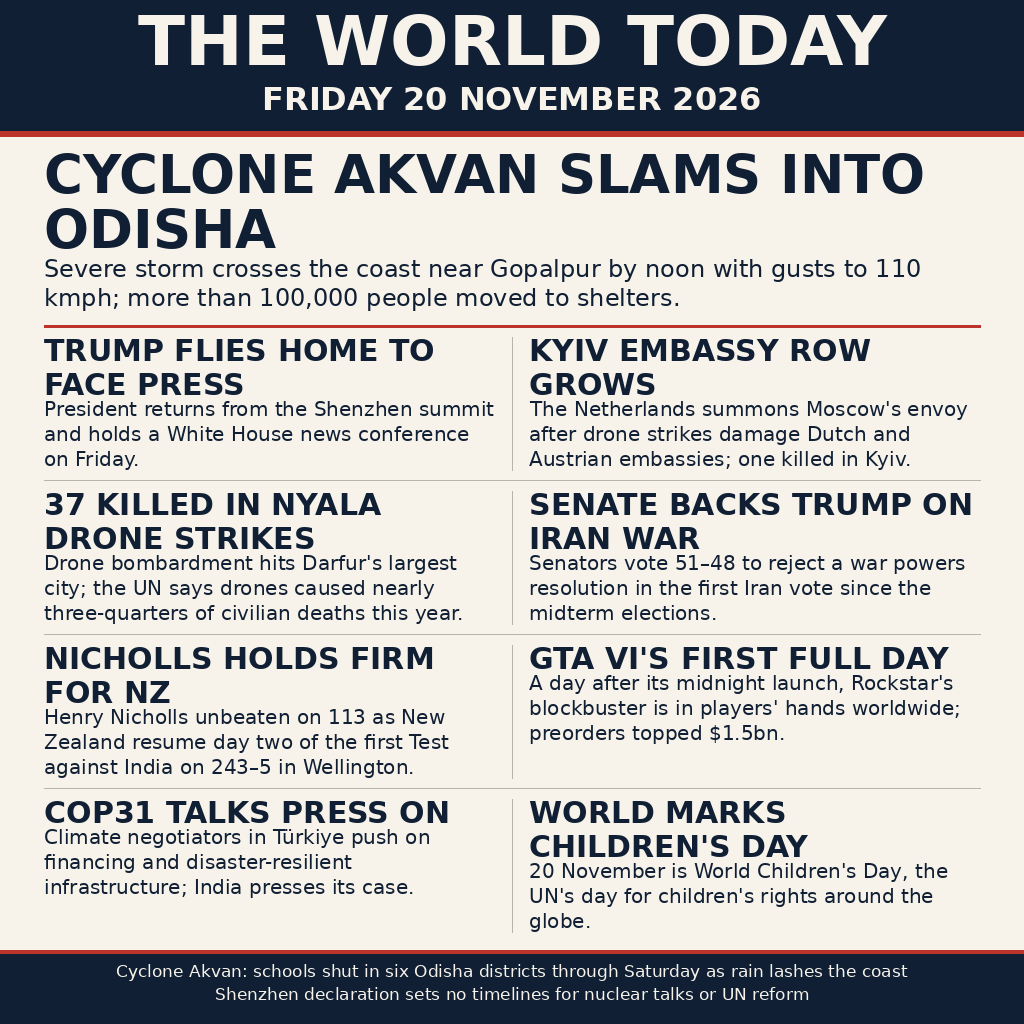 THE WORLD TODAY
FRIDAY 20 NOVEMBER 2026
CYCLONE AKVAN SLAMS INTO
ODISHA
Severe storm crosses the coast near Gopalpur by noon with gusts to 110
kmph; more than 100,000 people moved to shelters.
TRUMP FLIES HOME TO
FACE PRESS
President returns from the Shenzhen summit
and holds a White House news conference
on Friday.
KYIV EMBASSY ROW
GROWS
The Netherlands summons Moscow's envoy
after drone strikes damage Dutch and
Austrian embassies; one killed in Kyiv.
37 KILLED IN NYALA
DRONE STRIKES
Drone bombardment hits Darfur's largest
city; the UN says drones caused nearly
three-quarters of civilian deaths this year.
SENATE BACKS TRUMP ON
IRAN WAR
Senators vote 51–48 to reject a war powers
resolution in the first Iran vote since the
midterm elections.
NICHOLLS HOLDS FIRM
FOR NZ
Henry Nicholls unbeaten on 113 as New
Zealand resume day two of the first Test
against India on 243–5 in Wellington.
GTA VI'S FIRST FULL DAY
A day after its midnight launch, Rockstar's
blockbuster is in players' hands worldwide;
preorders topped $1.5bn.
COP31 TALKS PRESS ON
Climate negotiators in Türkiye push on
financing and disaster-resilient
infrastructure; India presses its case.
WORLD MARKS
CHILDREN'S DAY
20 November is World Children's Day, the
UN's day for children's rights around the
globe.
Cyclone Akvan: schools shut in six Odisha districts through Saturday as rain lashes the coast
Shenzhen declaration sets no timelines for nuclear talks or UN reform